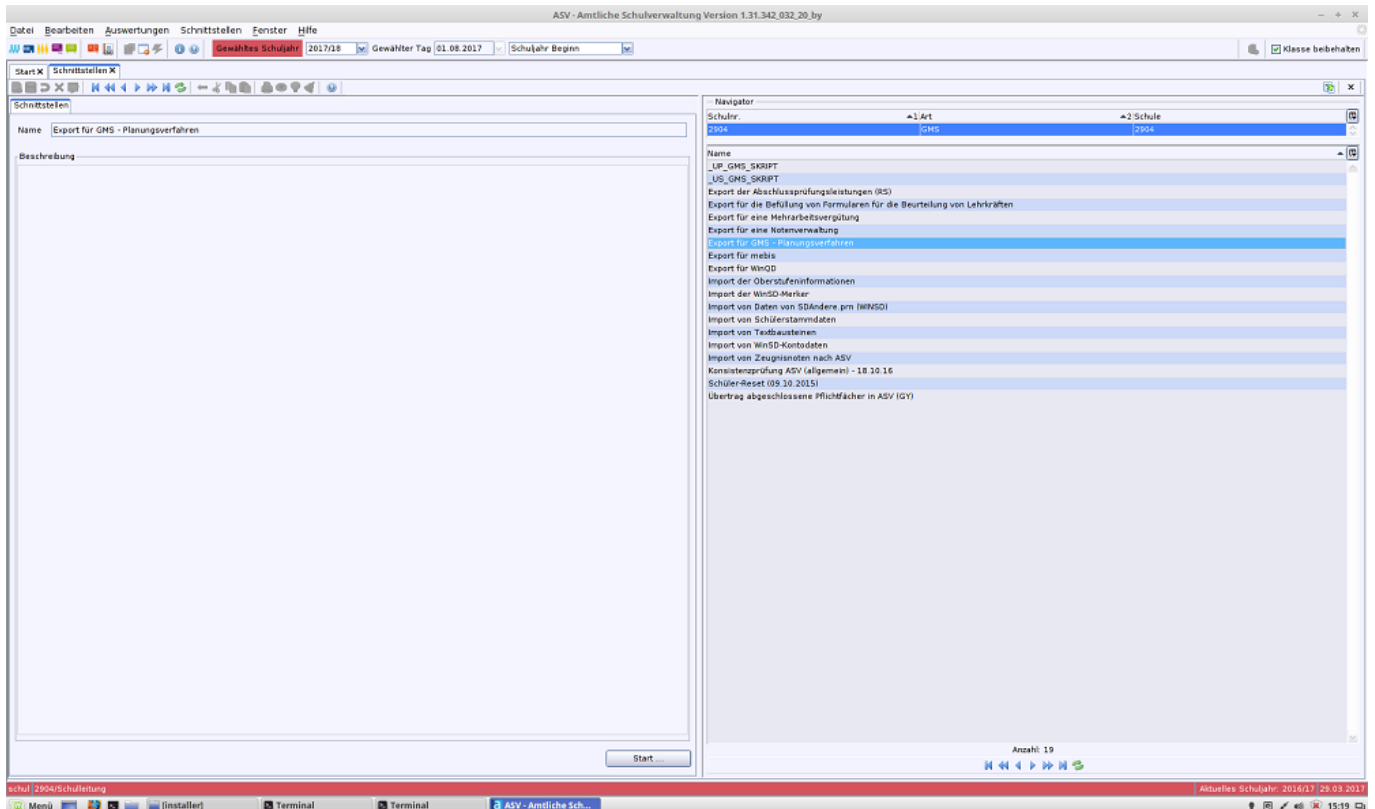 ASV - Amtliche Schulverwaltung Version 1.31.342_032_20_by
Datei Bearbeiten Auswertungen Schnittstellen Fenster Hilfe
Gewähltes Schuljahr 2017/18 Gewählter Tag 01.08.2017 Schuljahr Beginn Klasse beibehalten
Start X Schnittstellen X
Schnittstellen
Name Export für GMS - Planungsverfahren
Beschreibung
Start ...
Navigator
Schulnr. 1 Art 2 Schule
2904 GMS 2904
Name
_UP_GMS_SKRIPT
_US_GMS_SKRIPT
Export der Abschlussprüfungsleistungen (RS)
Export für die Befüllung von Formularen für die Beurteilung von Lehrkräften
Export für eine Mehrarbeitsvergütung
Export für eine Notenverwaltung
Export für GMS - Planungsverfahren
Export für mebis
Export für WinQD
Import der Oberstufeninformationen
Import der WinSD-Merker
Import von Daten von SDAndere.prn (WINSD)
Import von Schülerstammdaten
Import von Textbausteinen
Import von WinSD-Kontodaten
Import von Zeugnisnoten nach ASV
Konsistenzprüfung ASV (allgemein) - 18.10.16
Schüler-Reset (09.10.2015)
Übertrag abgeschlossene Pflichtfächer in ASV (GY)
Anzahl: 19
schul 2904/Schulleitung Aktuelles Schuljahr: 2016/17 29.03.2017
Menü [installer] Terminal Terminal ASV - Amtliche Sch... 15:19